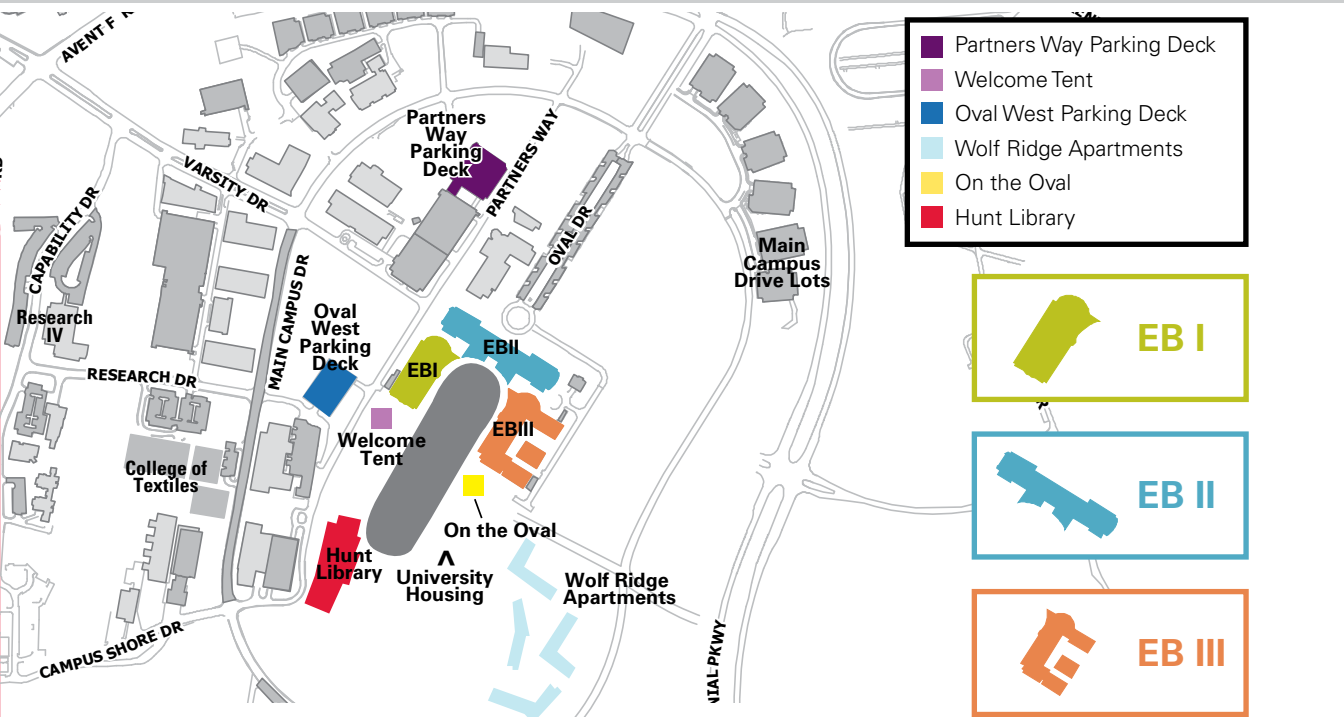 AVENT F
Partners
Way
Parking
Deck
PARTNERS WAY
VARSITY DR
CAPABILITY DR
OVAL DR
Main
Campus
Drive Lots
MAIN CAMPUS DR
Research
IV
Oval
West
Parking
Deck
RESEARCH DR
EBI
EBII
EBIII
Welcome
Tent
College of
Textiles
On the Oval
Hunt
Library
^
University
Housing
Wolf Ridge
Apartments
CAMPUS SHORE DR
NIAL PKWY
Partners Way Parking Deck
Welcome Tent
Oval West Parking Deck
Wolf Ridge Apartments
On the Oval
Hunt Library
EB I
EB II
EB III